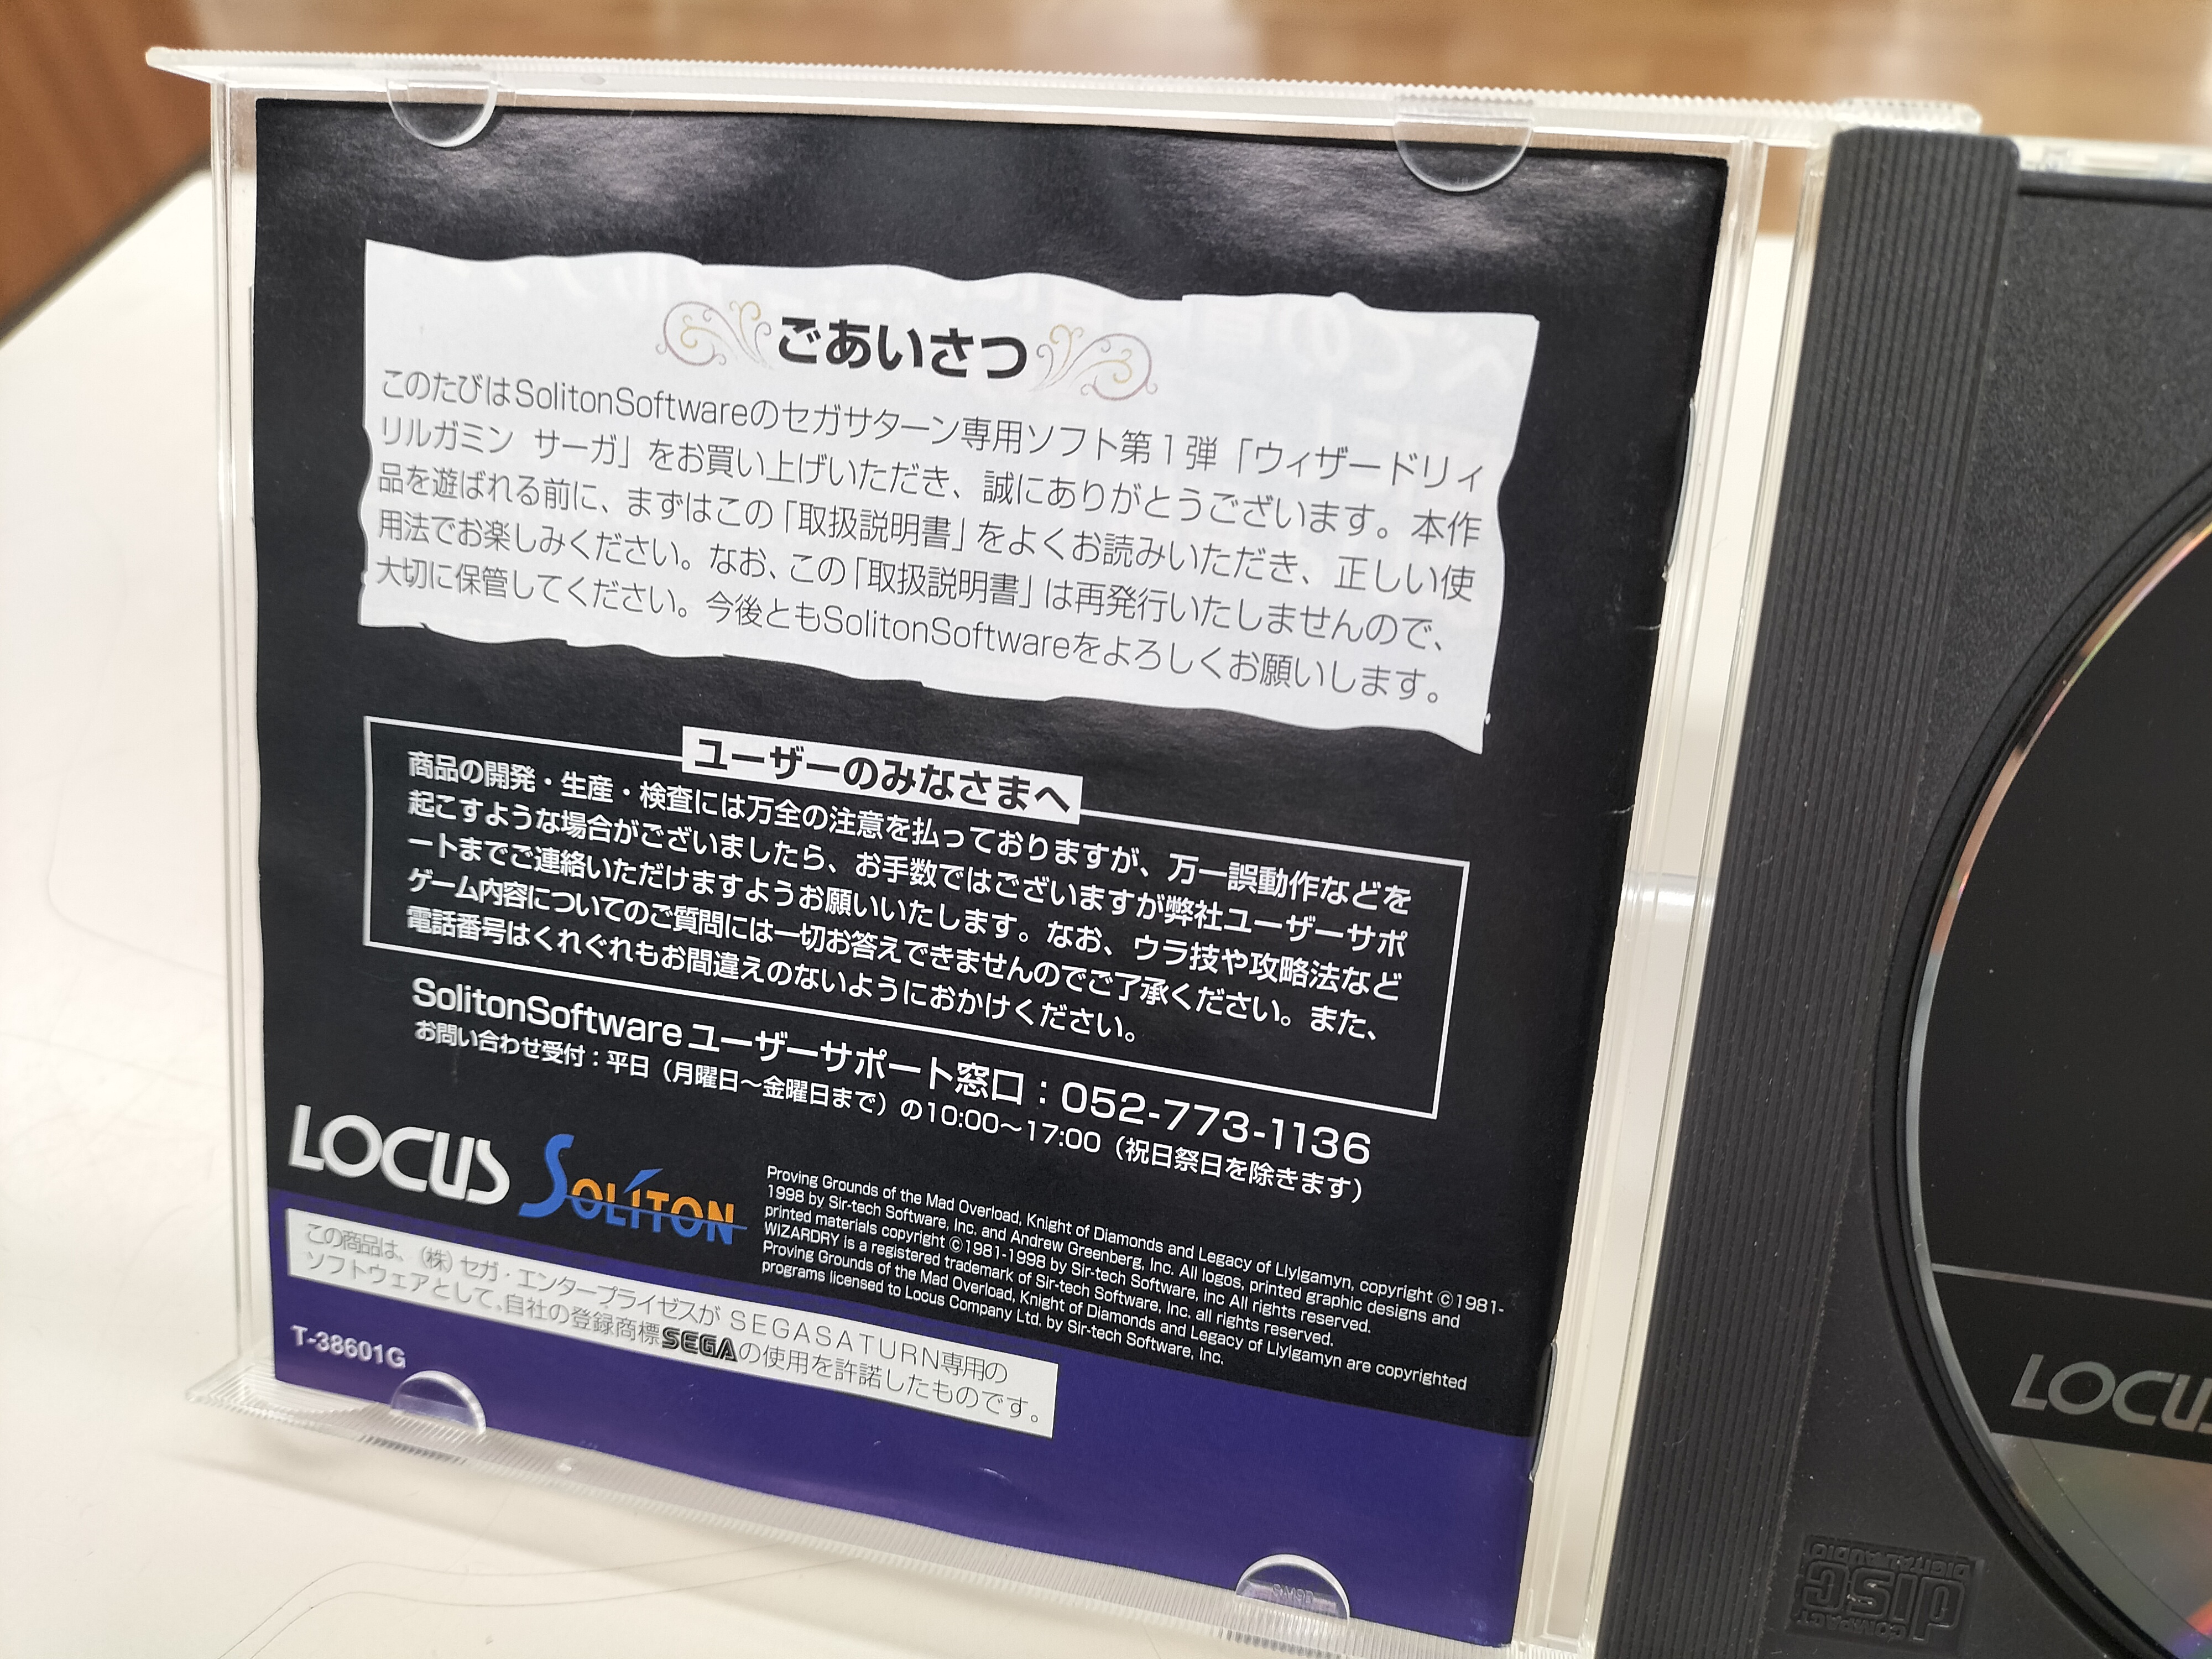 ごあいさつ
このたびはSolitonSoftwareのセガサターン専用ソフト第1弾「ウィザードリィ
リルガミン サーガ」をお買い上げいただき、誠にありがとうございます。本作
品を遊ばれる前に、まずはこの「取扱説明書」をよくお読みいただき、正しい使
用法でお楽しみください。なお、この「取扱説明書」は再発行いたしませんので、
大切に保管してください。今後ともSolitonSoftwareをよろしくお願いします。
ユーザーのみなさまへ
商品の開発・生産・検査には万全の注意を払っておりますが、万一誤動作などを
起こすような場合がございましたら、お手数ではございますが弊社ユーザーサポ
ートまでご連絡いただけますようお願いいたします。なお、ウラ技や攻略法など
ゲーム内容についてのご質問には一切お答えできませんのでご了承ください。また、
電話番号はくれぐれもお間違えのないようにおかけください。
SolitonSoftware ユーザーサポート窓口：052-773-1136
お問い合わせ受付：平日（月曜日〜金曜日まで）の10:00〜17:00（祝日祭日を除きます）
LOCUS
SOLITON
Proving Grounds of the Mad Overload, Knight of Diamonds and Legacy of Llylgamyn, copyright ©1981-
1998 by Sir-tech Software, Inc. and Andrew Greenberg, Inc. All logos, printed graphic designs and
printed materials copyright ©1981-1998 by Sir-tech Software, Inc All rights reserved.
WIZARDRY is a registered trademark of Sir-tech Software, Inc. all rights reserved.
Proving Grounds of the Mad Overload, Knight of Diamonds and Legacy of Llylgamyn are copyrighted
programs licensed to Locus Company Ltd. by Sir-tech Software, Inc.
この商品は、（株）セガ・エンタープライゼスが SEGASATURN専用の
ソフトウェアとして、自社の登録商標SEGAの使用を許諾したものです。
T-38601G
LOCUS
COMPACT
disc
DIGITAL AUDIO